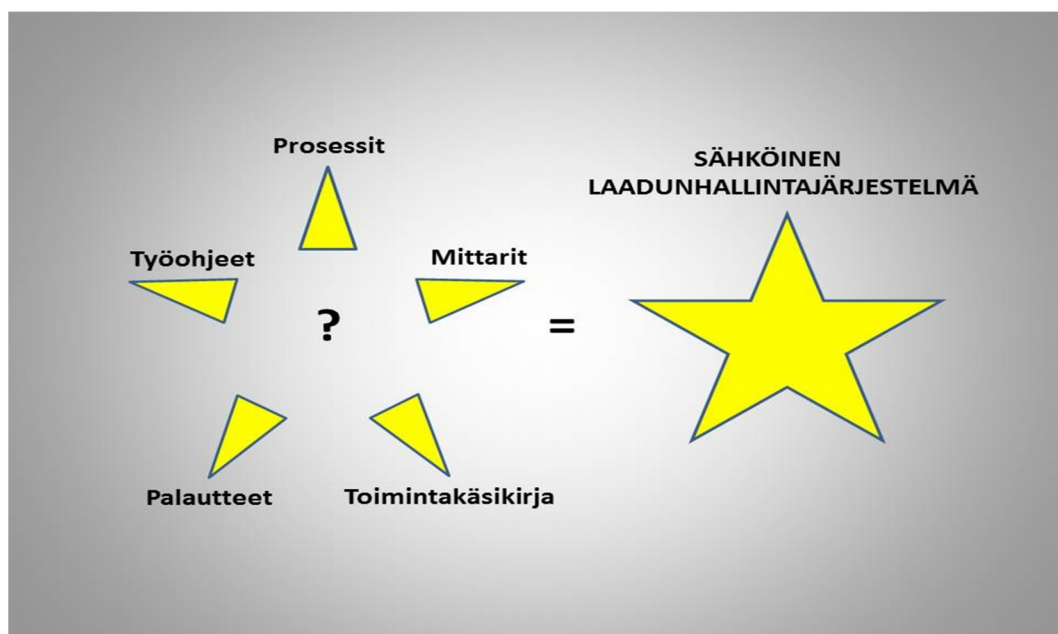 Prosessit
Työohjeet
Mittarit
?
Palautteet
Toimintakäsikirja
=
SÄHKÖINEN
LAADUNHALLINTAJÄRJESTELMÄ